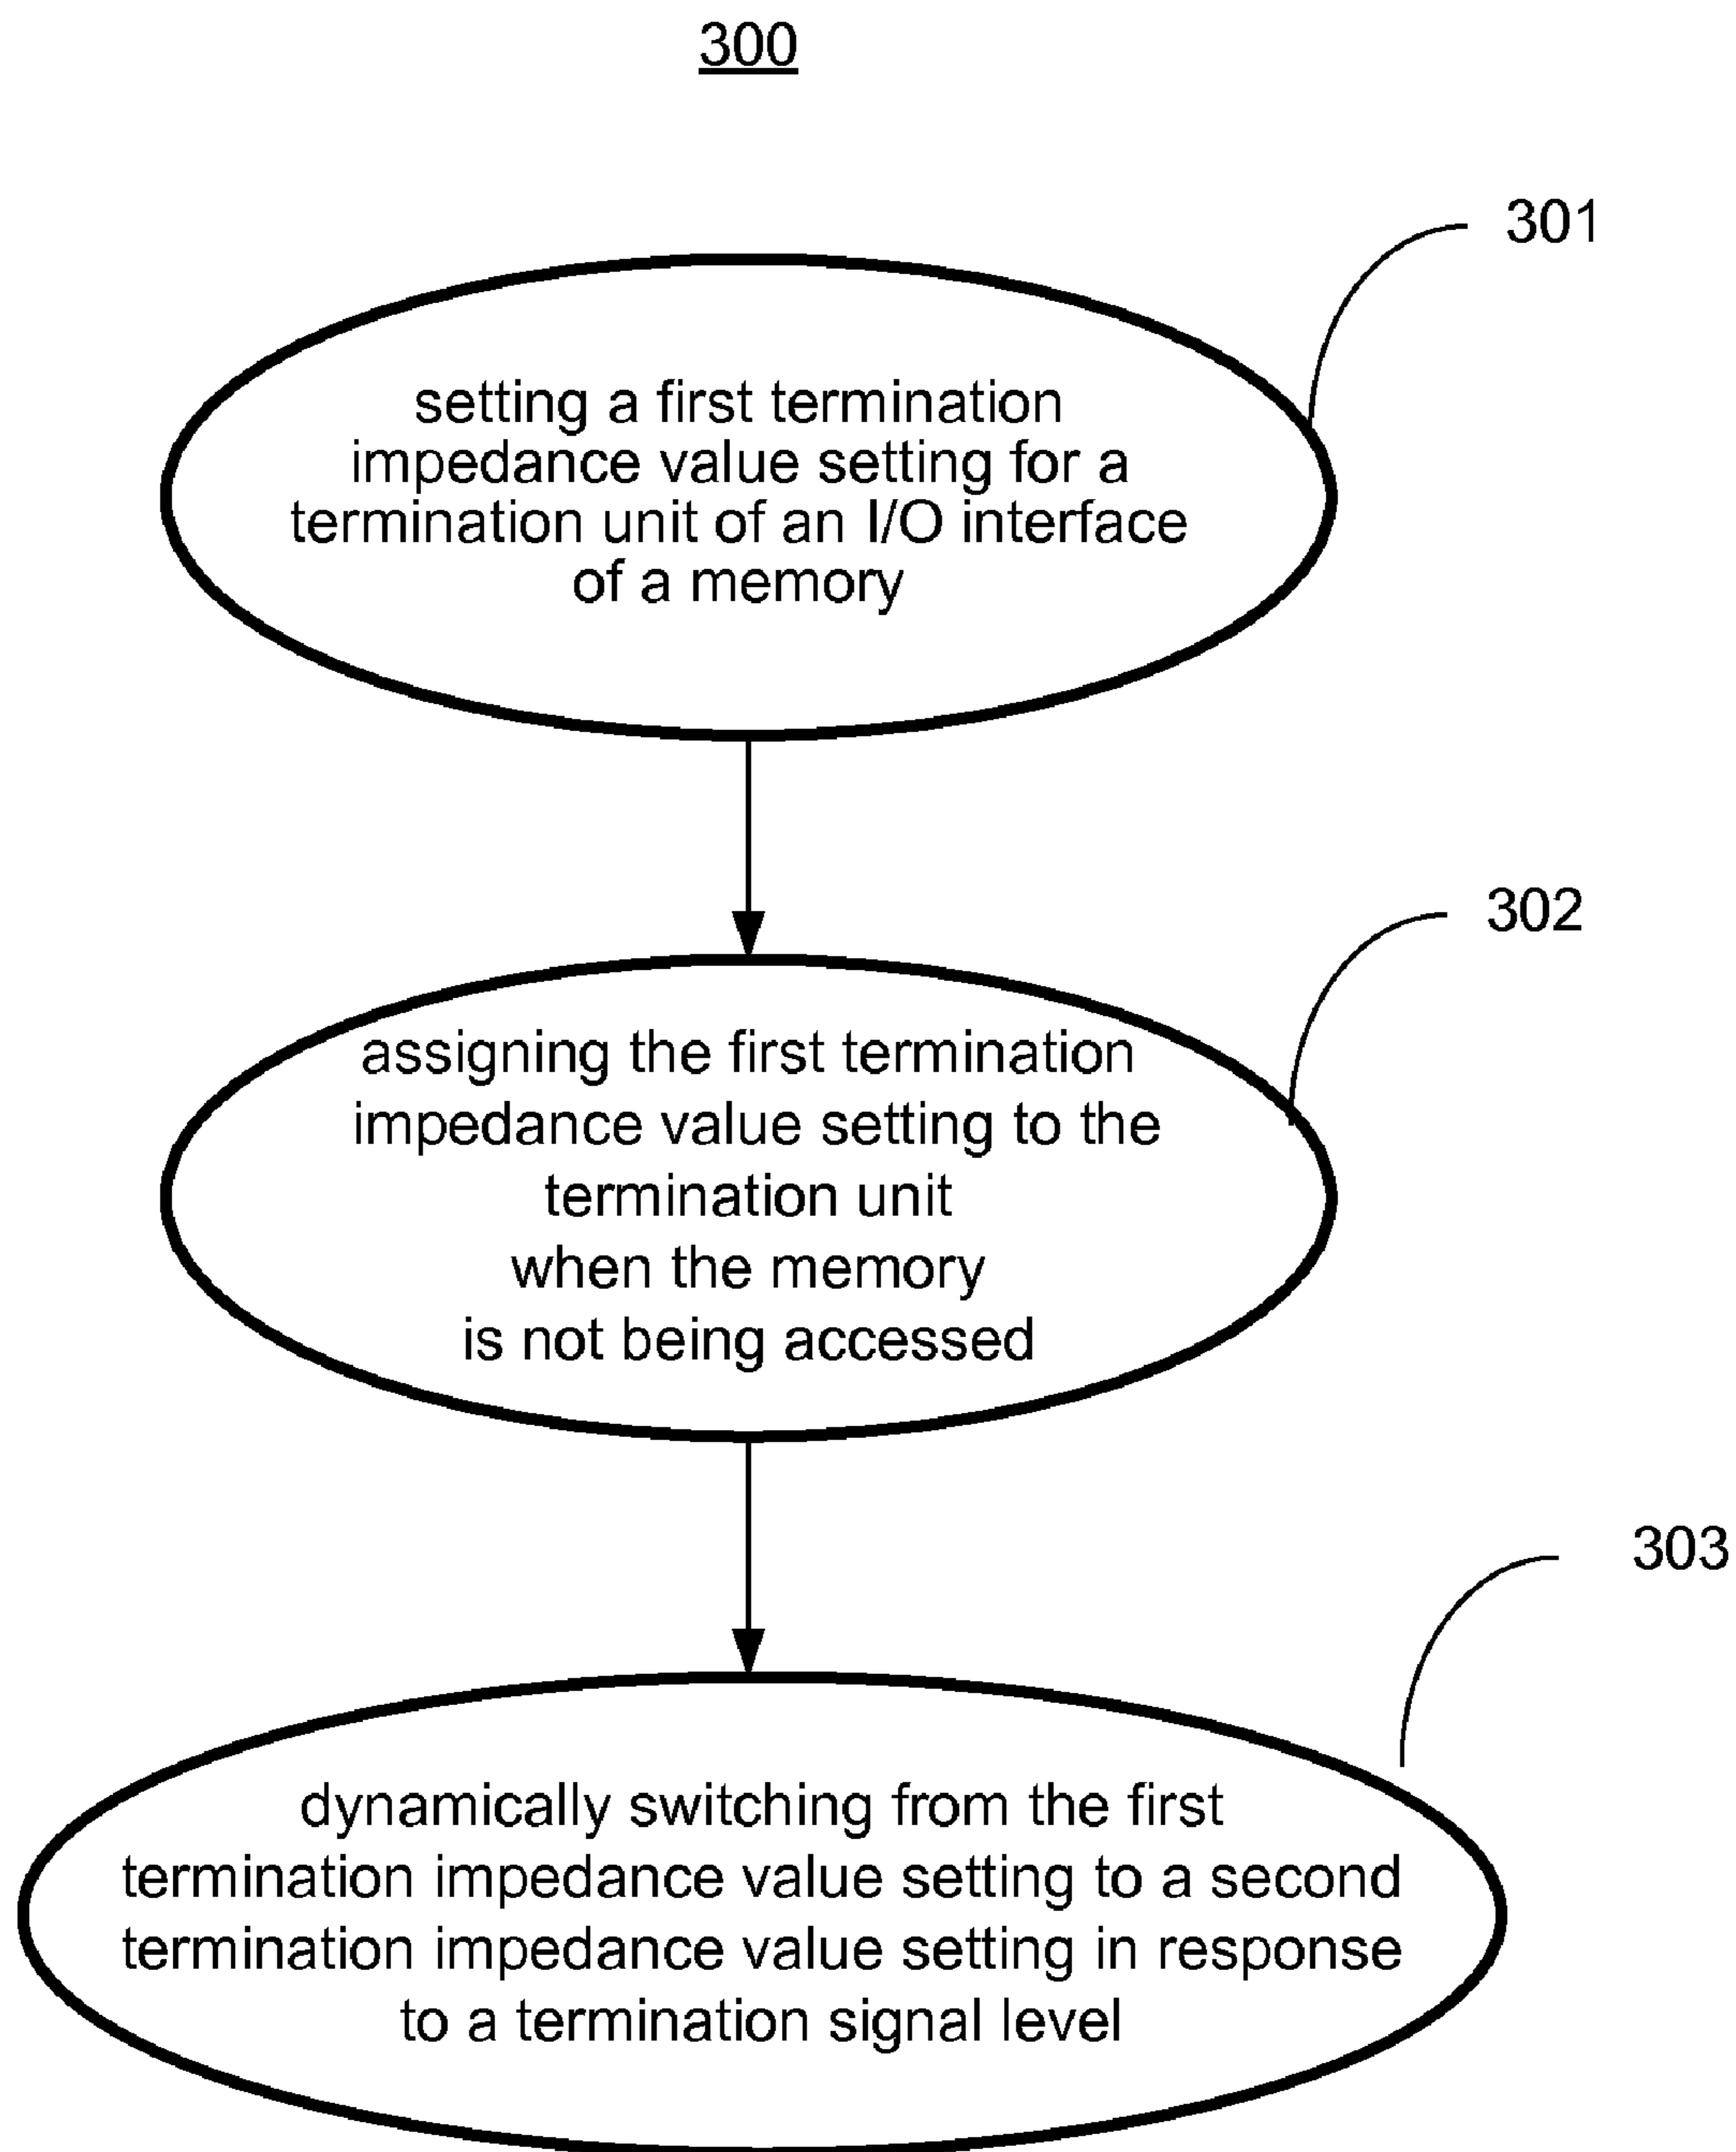 300
301
setting a first termination
impedance value setting for a
termination unit of an I/O interface
of a memory
302
assigning the first termination
impedance value setting to the
termination unit
when the memory
is not being accessed
303
dynamically switching from the first
termination impedance value setting to a second
termination impedance value setting in response
to a termination signal level